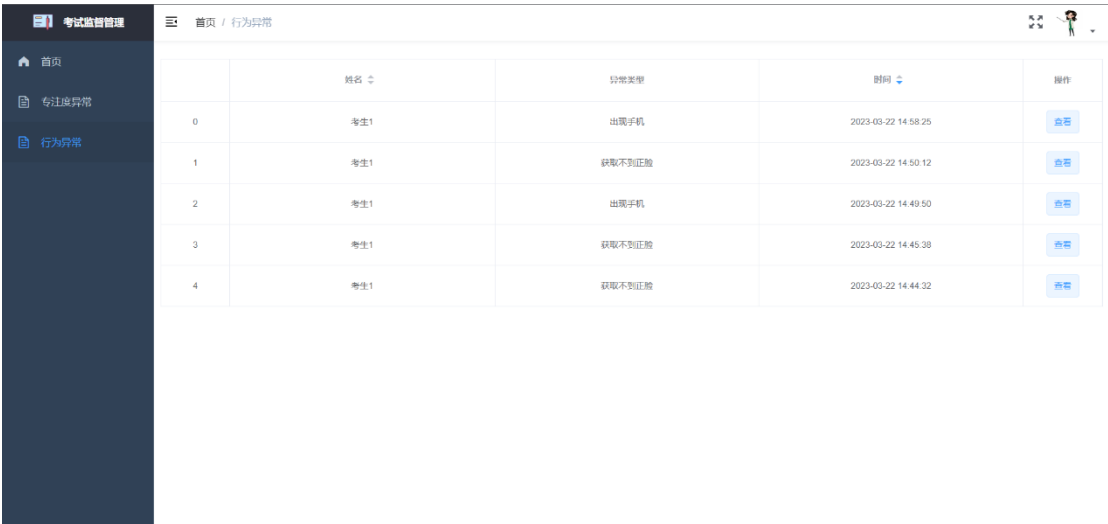 考试监督管理
首页 / 行为异常
首页
专注度异常
行为异常
姓名 异常类型 时间 操作
0 考生1 出现手机 2023-03-22 14:58:25 查看
1 考生1 获取不到正脸 2023-03-22 14:50:12 查看
2 考生1 出现手机 2023-03-22 14:49:50 查看
3 考生1 获取不到正脸 2023-03-22 14:45:38 查看
4 考生1 获取不到正脸 2023-03-22 14:44:32 查看